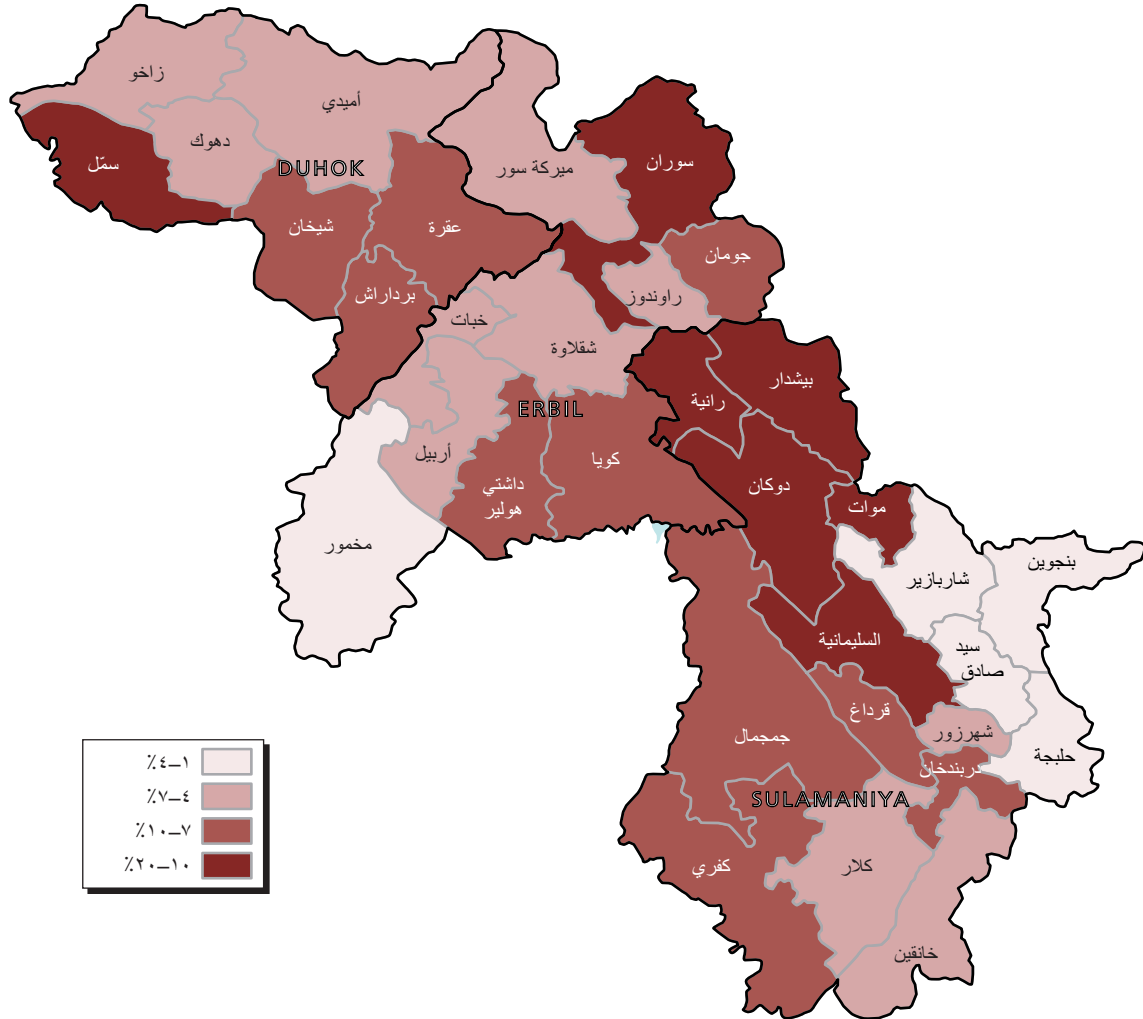 زاخو
أميدي
دهوك
سمّل
DUHOK
ميركة سور
سوران
شيخان
عقرة
جومان
برداراش
راوندوز
خبات
شقلاوة
بيشدار
رانية
ERBIL
أربيل
كويا
داشتي
هولير
دوكان
موات
مخمور
شاربازير
بنجوين
السليمانية
سيد
صادق
قرداغ
شهرزور
جمجمال
حلبجة
دربندخان
SULAMANIYA
كفري
كلار
خانقين
١–٤٪
٤–٧٪
٧–١٠٪
١٠–٢٠٪